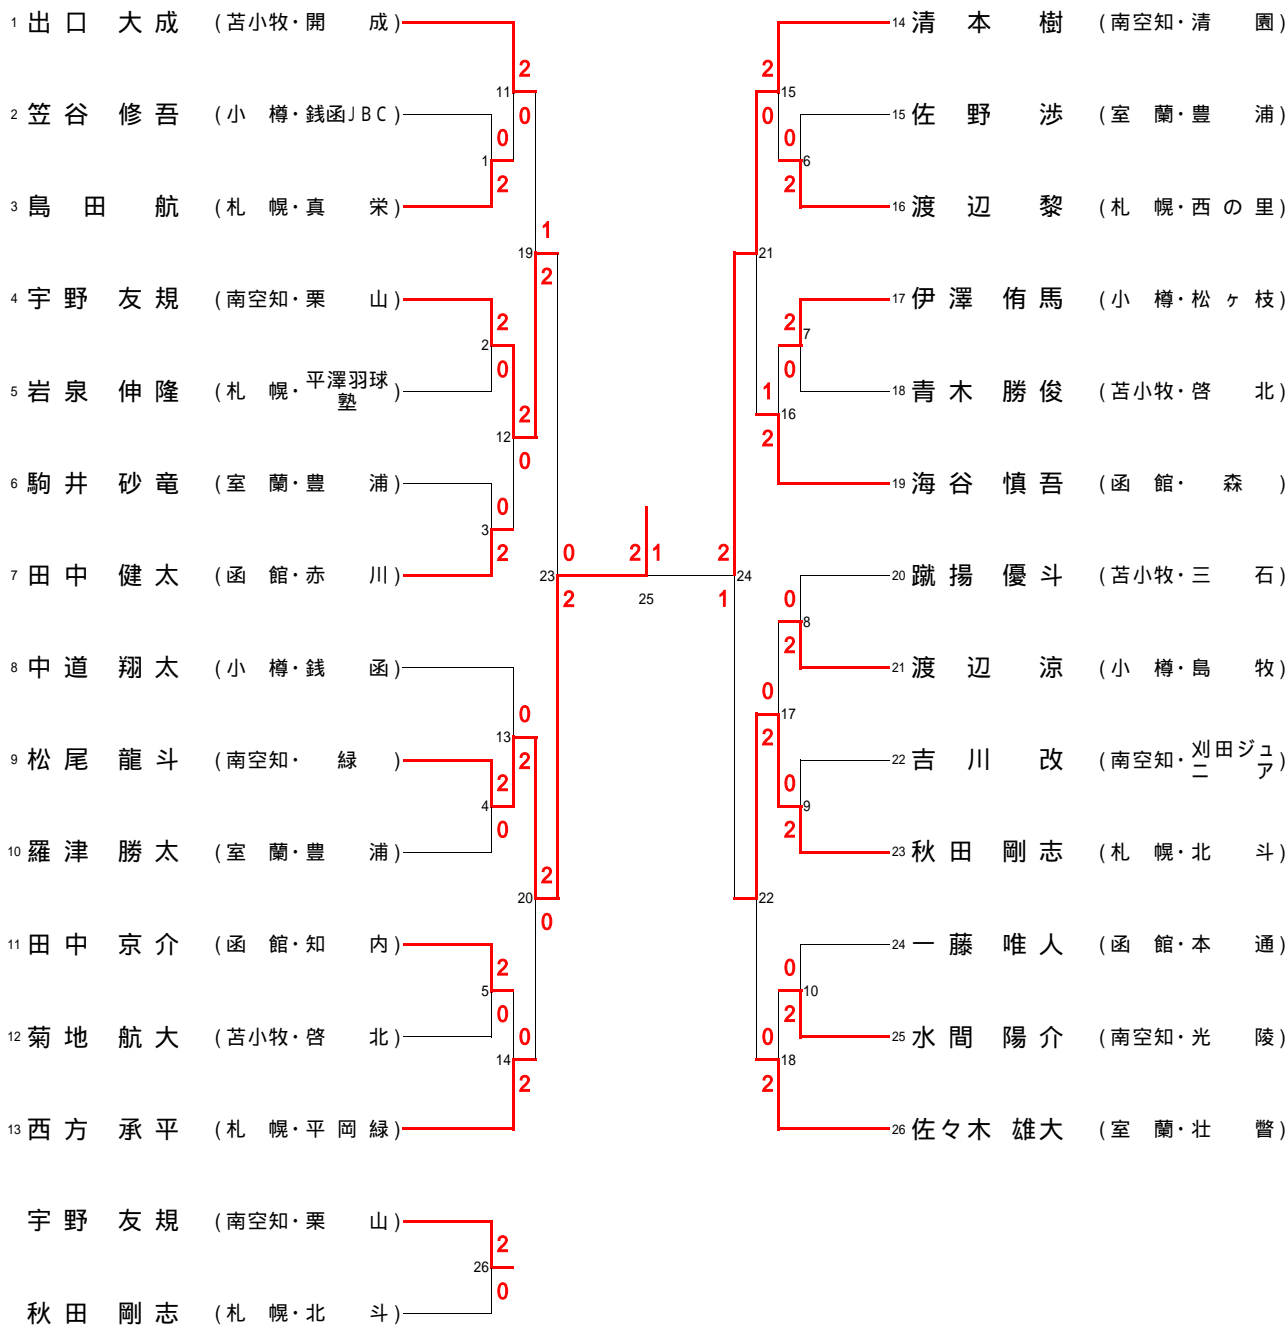 1 出口 大成 (苫小牧・開 成)
2 笠谷 修吾 (小 樽・銭函JBC)
3 島田 航 (札 幌・真 栄)
4 宇野 友規 (南空知・栗 山)
5 岩泉 伸隆 (札 幌・平澤羽球塾)
6 駒井 砂竜 (室 蘭・豊 浦)
7 田中 健太 (函 館・赤 川)
8 中道 翔太 (小 樽・銭 函)
9 松尾 龍斗 (南空知・ 緑 )
10 羅津 勝太 (室 蘭・豊 浦)
11 田中 京介 (函 館・知 内)
12 菊地 航大 (苫小牧・啓 北)
13 西方 承平 (札 幌・平岡緑)
宇野 友規 (南空知・栗 山)
秋田 剛志 (札 幌・北 斗)
2
11
0
0
1
2
1
19
2
2
2
0
2
12
0
0
3
2
0
23
2
0
13
2
2
4
0
2
20
0
2
5
0
0
14
2
2
26
0
2 1
25
14 清本 樹 (南空知・清 園)
15 佐野 渉 (室 蘭・豊 浦)
16 渡辺 黎 (札 幌・西の里)
17 伊澤 侑馬 (小 樽・松ヶ枝)
18 青木 勝俊 (苫小牧・啓 北)
19 海谷 慎吾 (函 館・ 森 )
20 蹴揚 優斗 (苫小牧・三 石)
21 渡辺 涼 (小 樽・島 牧)
22 吉川 改 (南空知・刈田ジュニア)
23 秋田 剛志 (札 幌・北 斗)
24 一藤 唯人 (函 館・本 通)
25 水間 陽介 (南空知・光 陵)
26 佐々木 雄大 (室 蘭・壮 瞥)
2
15
0
0
6
2
21
2
7
0
1
16
2
2
24
1
0
8
2
0
17
2
0
9
2
22
0
10
2
0
18
2